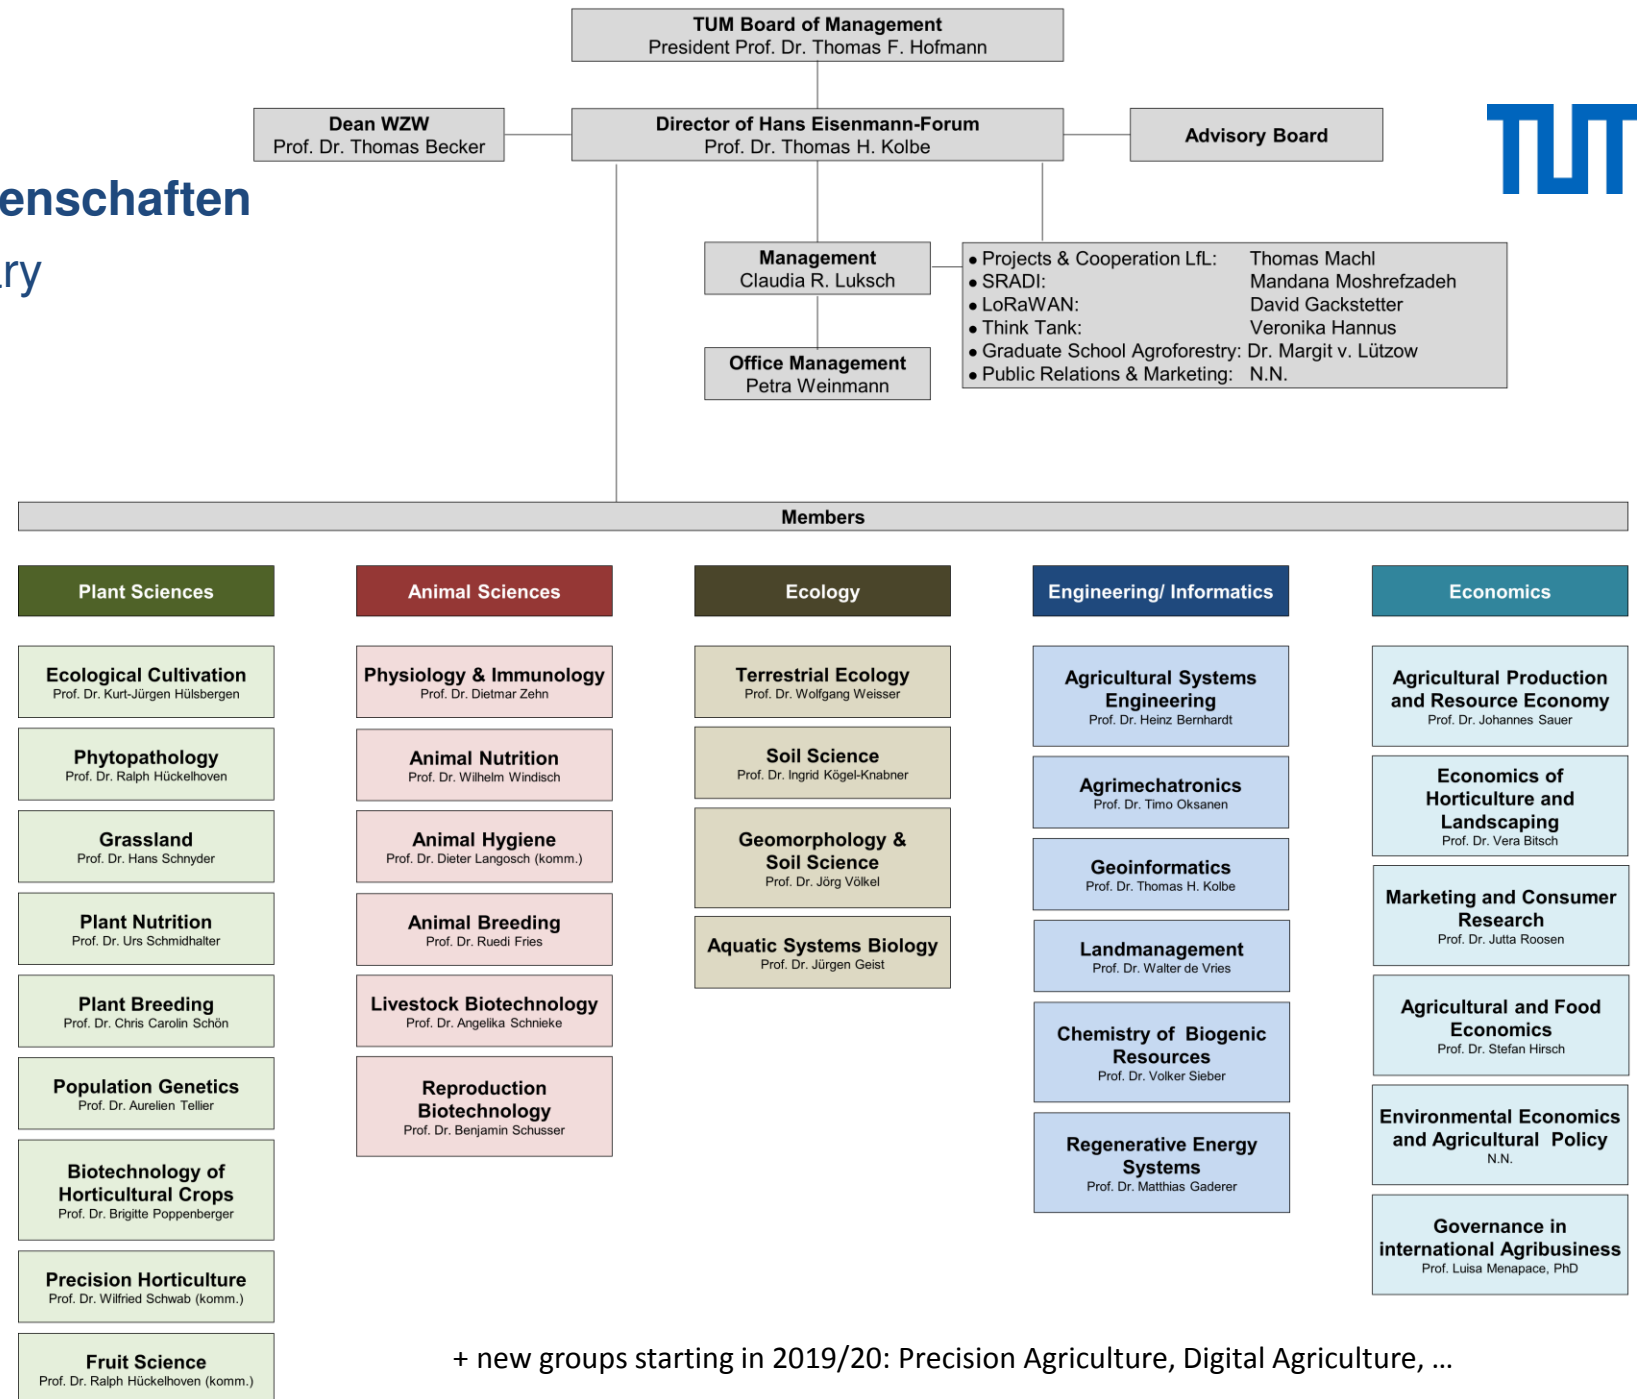 TUM Board of Management
President Prof. Dr. Thomas F. Hofmann
Dean WZW
Prof. Dr. Thomas Becker
Director of Hans Eisenmann-Forum
Prof. Dr. Thomas H. Kolbe
Advisory Board
TUM
enschaften
ary
Management
Claudia R. Luksch
• Projects & Cooperation LfL: Thomas Machl
• SRADI: Mandana Moshrefzadeh
• LoRaWAN: David Gackstetter
• Think Tank: Veronika Hannus
• Graduate School Agroforestry: Dr. Margit v. Lützow
• Public Relations & Marketing: N.N.
Office Management
Petra Weinmann
Members
Plant Sciences
Ecological Cultivation
Prof. Dr. Kurt-Jürgen Hülsbergen
Phytopathology
Prof. Dr. Ralph Hückelhoven
Grassland
Prof. Dr. Hans Schnyder
Plant Nutrition
Prof. Dr. Urs Schmidhalter
Plant Breeding
Prof. Dr. Chris Carolin Schön
Population Genetics
Prof. Dr. Aurelien Tellier
Biotechnology of
Horticultural Crops
Prof. Dr. Brigitte Poppenberger
Precision Horticulture
Prof. Dr. Wilfried Schwab (komm.)
Fruit Science
Prof. Dr. Ralph Hückelhoven (komm.)
Animal Sciences
Physiology & Immunology
Prof. Dr. Dietmar Zehn
Animal Nutrition
Prof. Dr. Wilhelm Windisch
Animal Hygiene
Prof. Dr. Dieter Langosch (komm.)
Animal Breeding
Prof. Dr. Ruedi Fries
Livestock Biotechnology
Prof. Dr. Angelika Schnieke
Reproduction
Biotechnology
Prof. Dr. Benjamin Schusser
Ecology
Terrestrial Ecology
Prof. Dr. Wolfgang Weisser
Soil Science
Prof. Dr. Ingrid Kögel-Knabner
Geomorphology &
Soil Science
Prof. Dr. Jörg Völkel
Aquatic Systems Biology
Prof. Dr. Jürgen Geist
Engineering/ Informatics
Agricultural Systems
Engineering
Prof. Dr. Heinz Bernhardt
Agrimechatronics
Prof. Dr. Timo Oksanen
Geoinformatics
Prof. Dr. Thomas H. Kolbe
Landmanagement
Prof. Dr. Walter de Vries
Chemistry of Biogenic
Resources
Prof. Dr. Volker Sieber
Regenerative Energy
Systems
Prof. Dr. Matthias Gaderer
Economics
Agricultural Production
and Resource Economy
Prof. Dr. Johannes Sauer
Economics of
Horticulture and
Landscaping
Prof. Dr. Vera Bitsch
Marketing and Consumer
Research
Prof. Dr. Jutta Roosen
Agricultural and Food
Economics
Prof. Dr. Stefan Hirsch
Environmental Economics
and Agricultural Policy
N.N.
Governance in
international Agribusiness
Prof. Luisa Menapace, PhD
+ new groups starting in 2019/20: Precision Agriculture, Digital Agriculture, …